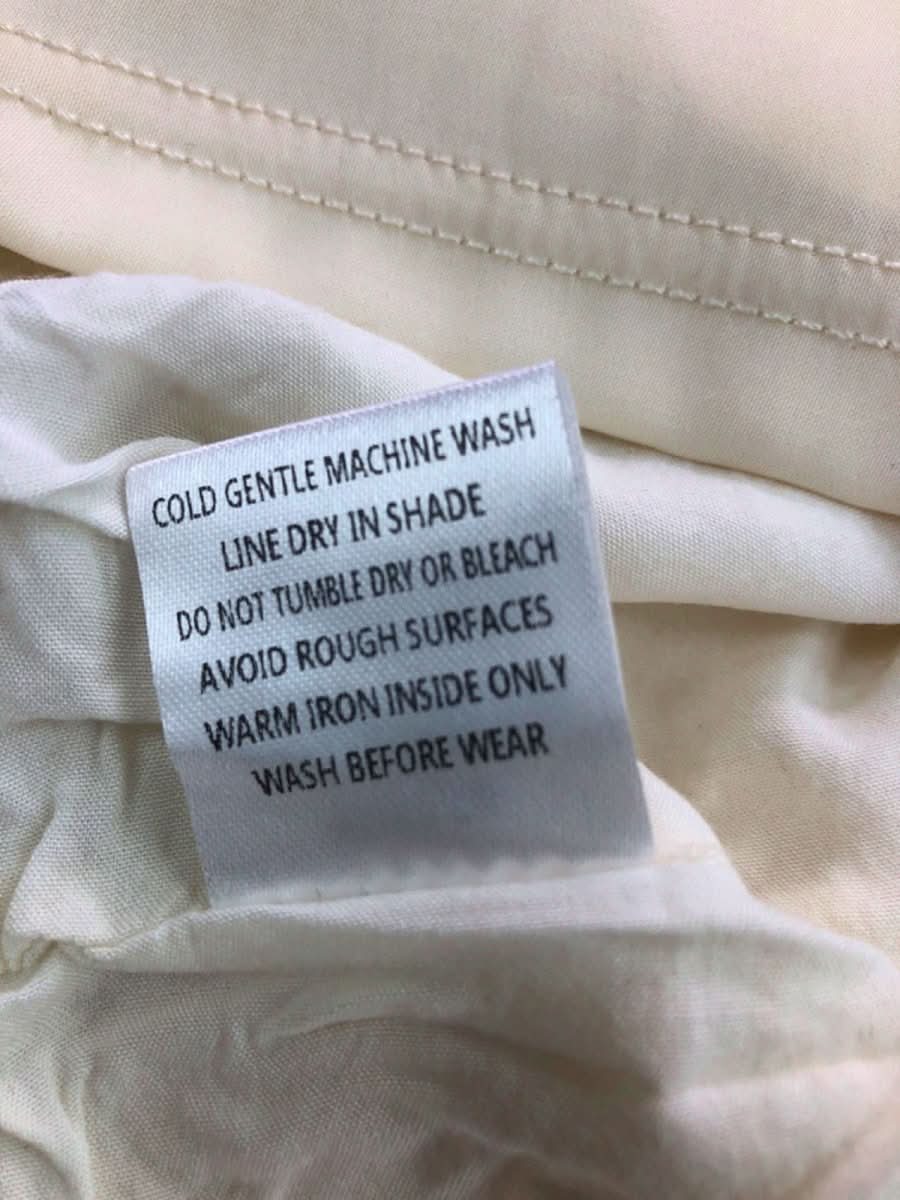 COLD GENTLE MACHINE WASH
LINE DRY IN SHADE
DO NOT TUMBLE DRY OR BLEACH
AVOID ROUGH SURFACES
WARM IRON INSIDE ONLY
WASH BEFORE WEAR